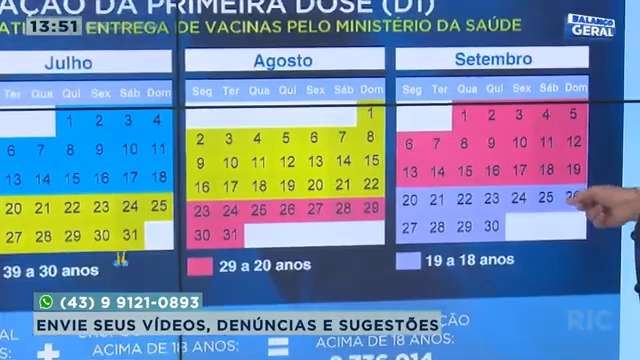 AÇÃO DA PRIMEIRA DOSE (D1)
13:51
ENTREGA DE VACINAS PELO MINISTÉRIO DA SAÚDE
BALANÇO
GERAL
Julho
Agosto
Setembro
Ter Qua Qui Sex Sáb Dom
Seg Ter Qua Qui Sex Sáb Dom
Seg Ter Qua Qui Sex Sáb Dom
1 2 3 4
1
1 2 3 4 5
6 7 8 9 10 11
2 3 4 5 6 7 8
6 7 8 9 10 11 12
13 14 15 16 17 18
9 10 11 12 13 14 15
13 14 15 16 17 18 19
20 21 22 23 24 25
16 17 18 19 20 21 22
20 21 22 23 24 25 26
27 28 29 30 31
23 24 25 26 27 28 29
27 28 29 30
30 31
39 a 30 anos
29 a 20 anos
19 a 18 anos
(43) 9 9121-0893
ENVIE SEUS VÍDEOS, DENÚNCIAS E SUGESTÕES
RIC
ACIMA DE 18 ANOS:
ACIMA DE 18 ANOS: